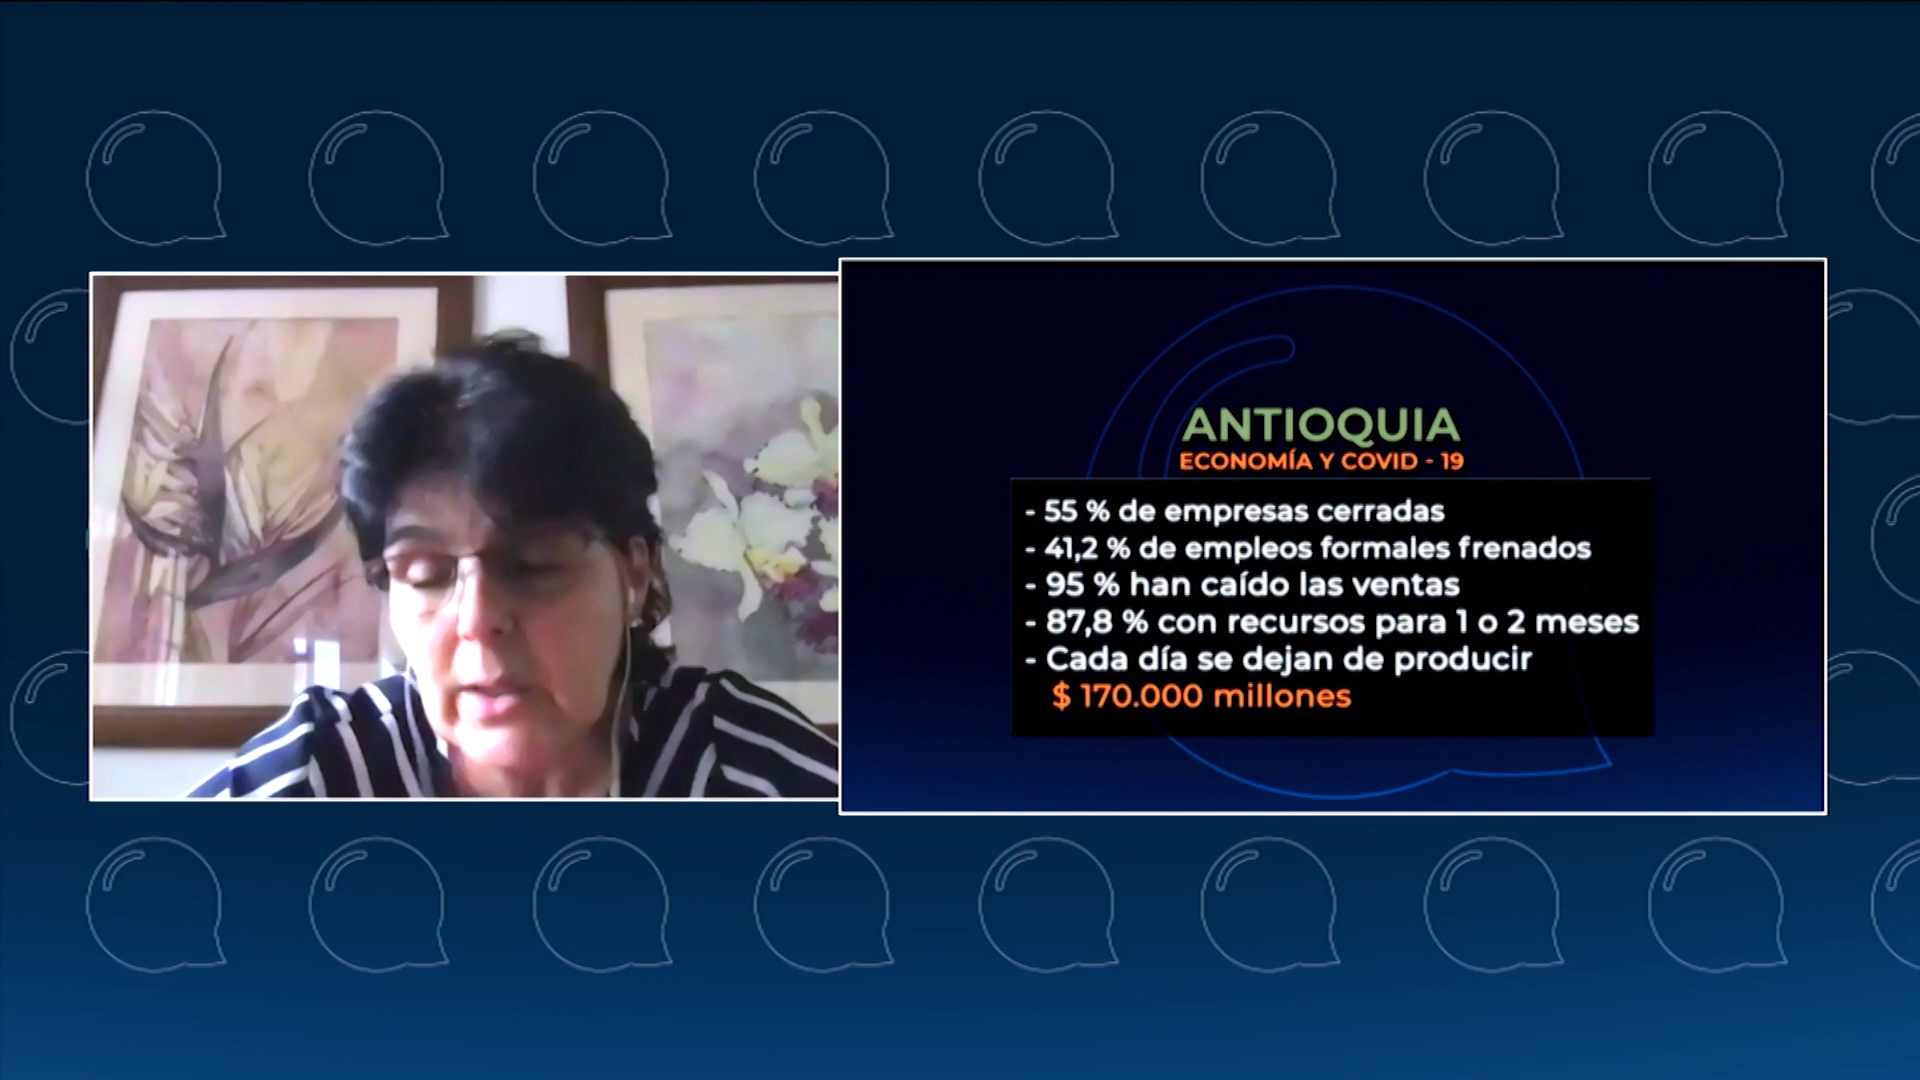 ANTIOQUIA
ECONOMÍA Y COVID - 19
- 55 % de empresas cerradas
- 41,2 % de empleos formales frenados
- 95 % han caído las ventas
- 87,8 % con recursos para 1 o 2 meses
- Cada día se dejan de producir
$ 170.000 millones